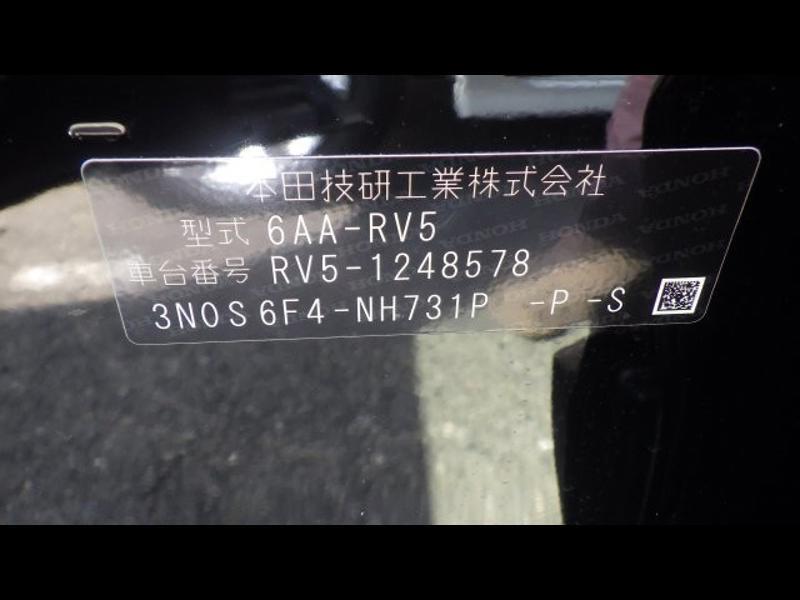 本田技研工業株式会社
型式 6AA-RV5
車台番号 RV5-1248578
3N0S6F4-NH731P -P-S